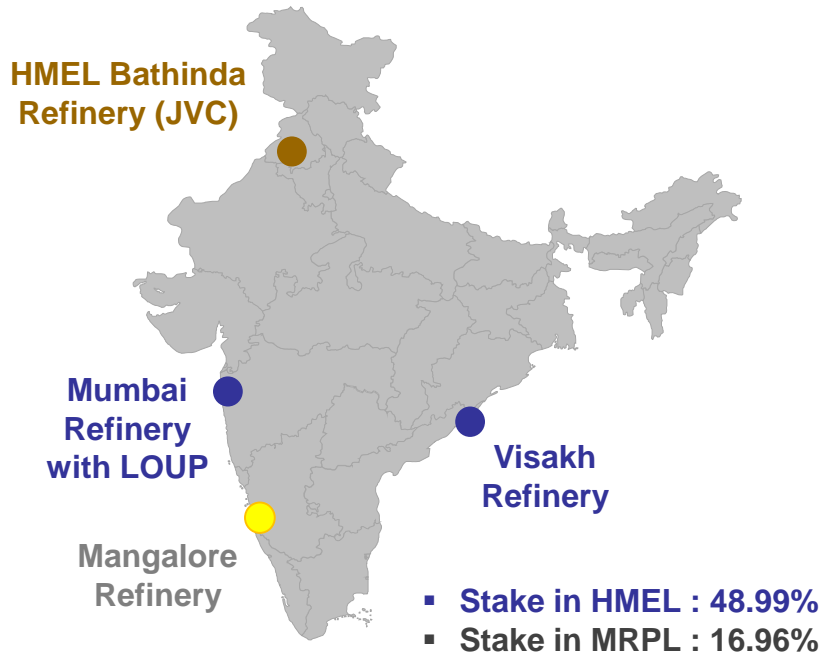 HMEL Bathinda
Refinery (JVC)
Mumbai
Refinery
with LOUP
Visakh
Refinery
Mangalore
Refinery
▪ Stake in HMEL : 48.99%
▪ Stake in MRPL : 16.96%